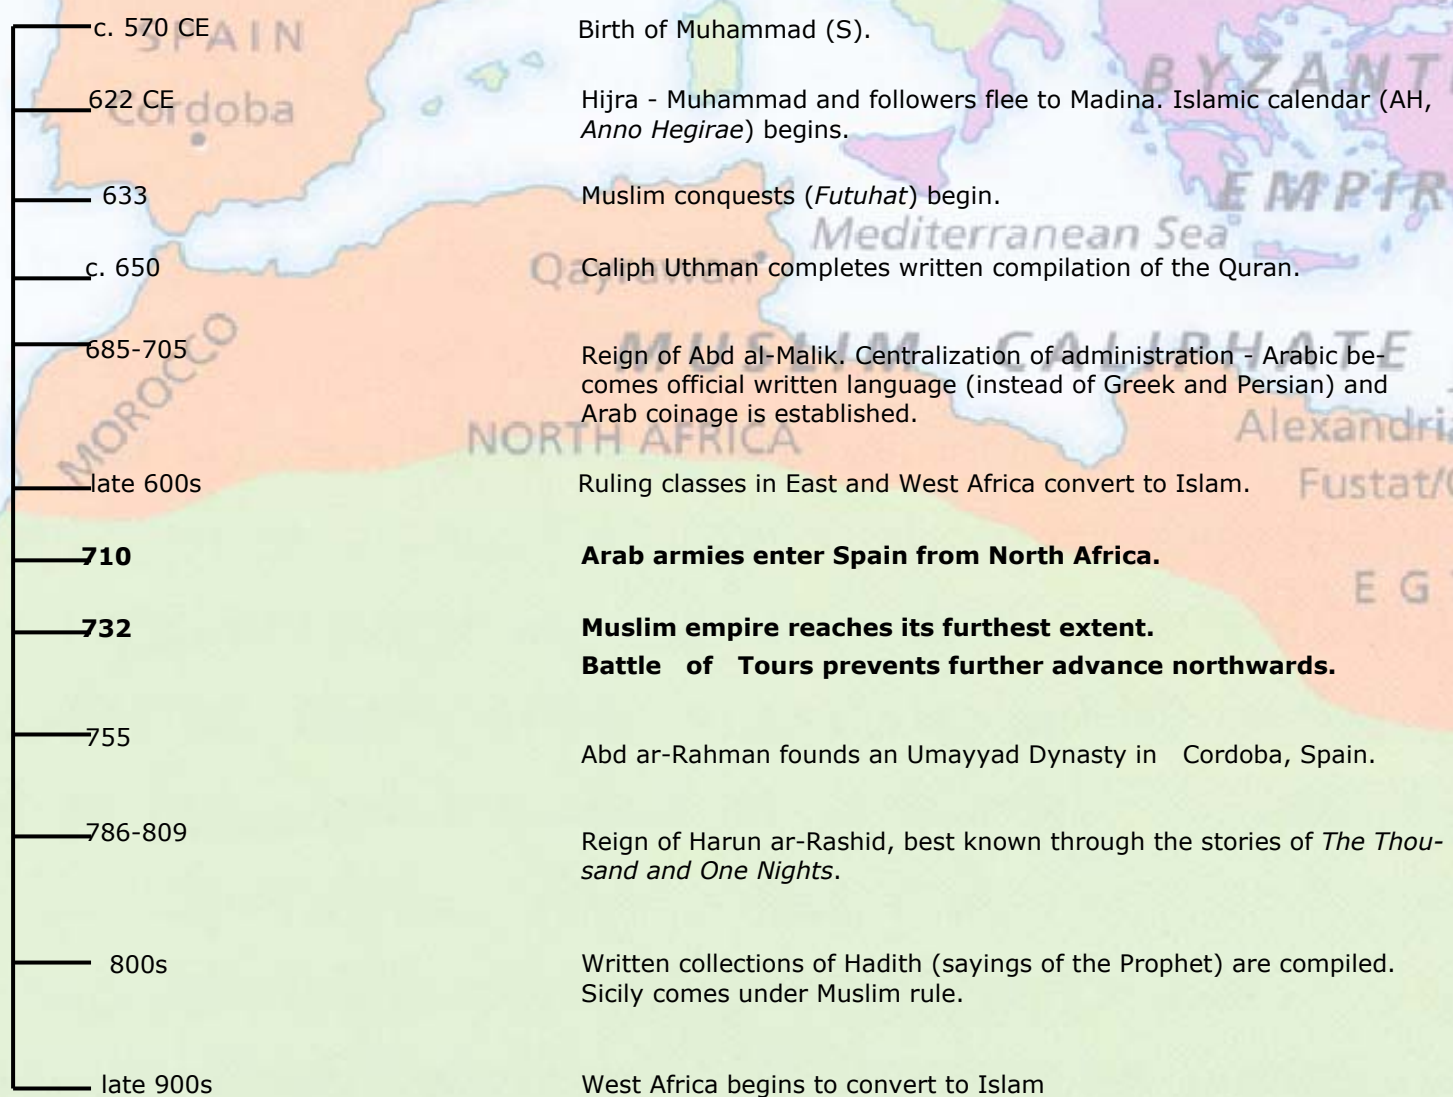 c. 570 CE Birth of Muhammad (S).
622 CE Hijra - Muhammad and followers flee to Madina. Islamic calendar (AH,
Anno Hegirae) begins.
633 Muslim conquests (Futuhat) begin.
c. 650 Caliph Uthman completes written compilation of the Quran.
685-705 Reign of Abd al-Malik. Centralization of administration - Arabic be-
comes official written language (instead of Greek and Persian) and
Arab coinage is established.
late 600s Ruling classes in East and West Africa convert to Islam.
710 Arab armies enter Spain from North Africa.
732 Muslim empire reaches its furthest extent.
Battle of Tours prevents further advance northwards.
755 Abd ar-Rahman founds an Umayyad Dynasty in Cordoba, Spain.
786-809 Reign of Harun ar-Rashid, best known through the stories of The Thou-
sand and One Nights.
800s Written collections of Hadith (sayings of the Prophet) are compiled.
Sicily comes under Muslim rule.
late 900s West Africa begins to convert to Islam
SPAIN
Cordoba
BYZANT
EMPIR
Mediterranean Sea
Qayrawan
MUSLIM CALIPHATE
MOROCCO
NORTH AFRICA
Alexandria
Fustat/
E G